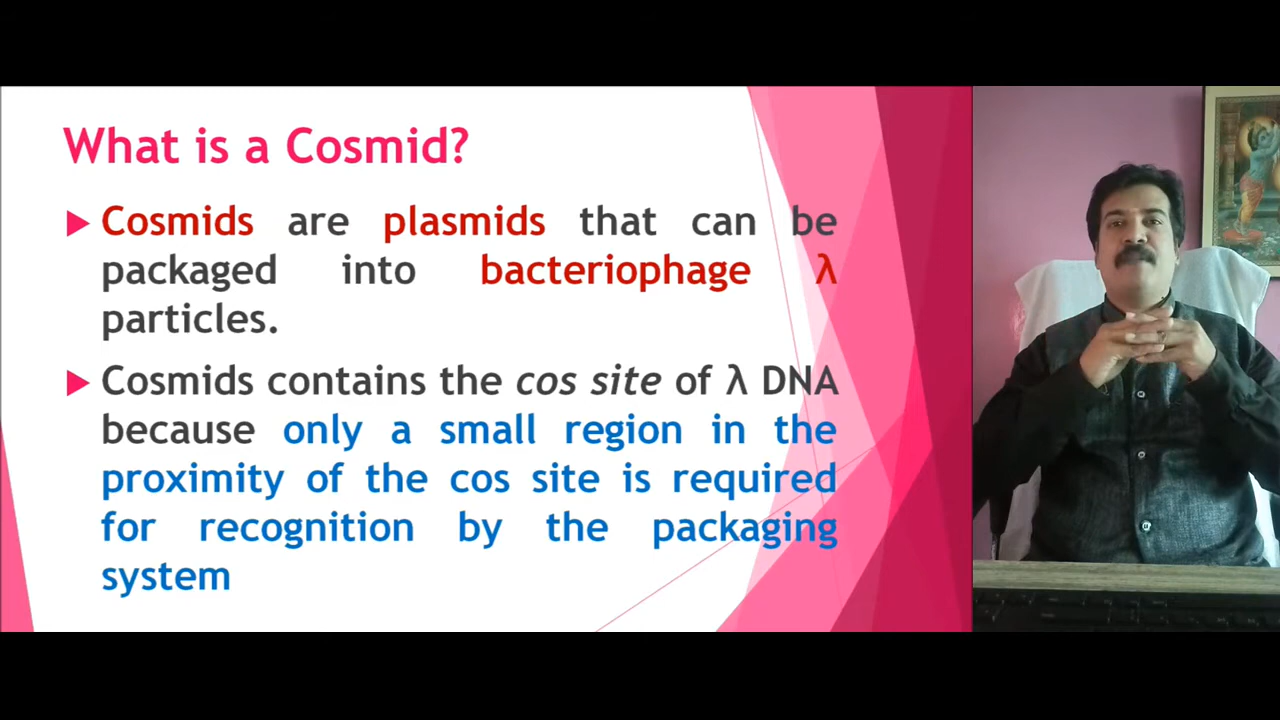 What is a Cosmid?
Cosmids are plasmids that can be
packaged into bacteriophage λ
particles.
Cosmids contains the cos site of λ DNA
because only a small region in the
proximity of the cos site is required
for recognition by the packaging
system